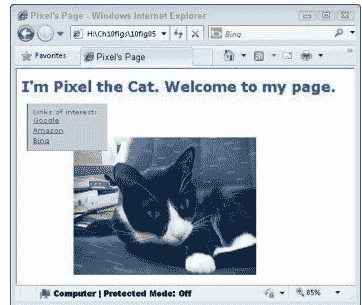 Pixel's Page - Windows Internet Explorer
H:\Ch10figs\10fig05
Bing
Favorites
Pixel's Page
I'm Pixel the Cat. Welcome to my page.
Links of interest:
Google
Amazon
Bing
Computer | Protected Mode: Off
85%